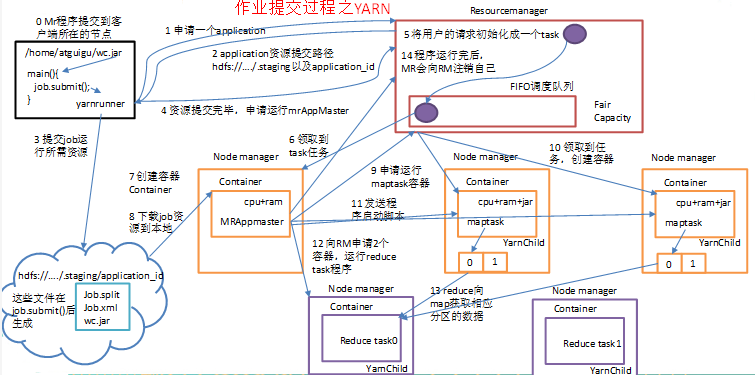 作业提交过程之YARN
0 Mr程序提交到客
户端所在的节点
/home/atguigu/wc.jar
main(){
job.submit();
}
yarnrunner
1 申请一个application
2 application资源提交路径
hdfs://…./.staging以及application_id
4 资源提交完毕，申请运行mrAppMaster
Resourcemanager
5 将用户的请求初始化成一个task
14 程序运行完后，
MR会向RM注销自己
FIFO调度队列
Fair
Capacity
3 提交job运
行所需资源
6 领取到
task任务
7 创建容器
Container
8 下载job资
源到本地
9 申请运行
maptask容器
10 领取到任
务，创建容器
11 发送程
序启动脚本
12 向RM申请2个
容器，运行reduce
task程序
13 reduce向
map获取相应
分区的数据
Node manager
Container
cpu+ram
MRAppmaster
Node manager
Container
cpu+ram+jar
maptask
YarnChild
0
1
Node manager
Container
cpu+ram+jar
maptask
YarnChild
0
1
hdfs://…./.staging/application_id
这些文件在
job.submit()后
生成
Job.split
Job.xml
wc.jar
Node manager
Container
Reduce task0
YarnChild
Node manager
Container
Reduce task1
YarnChild